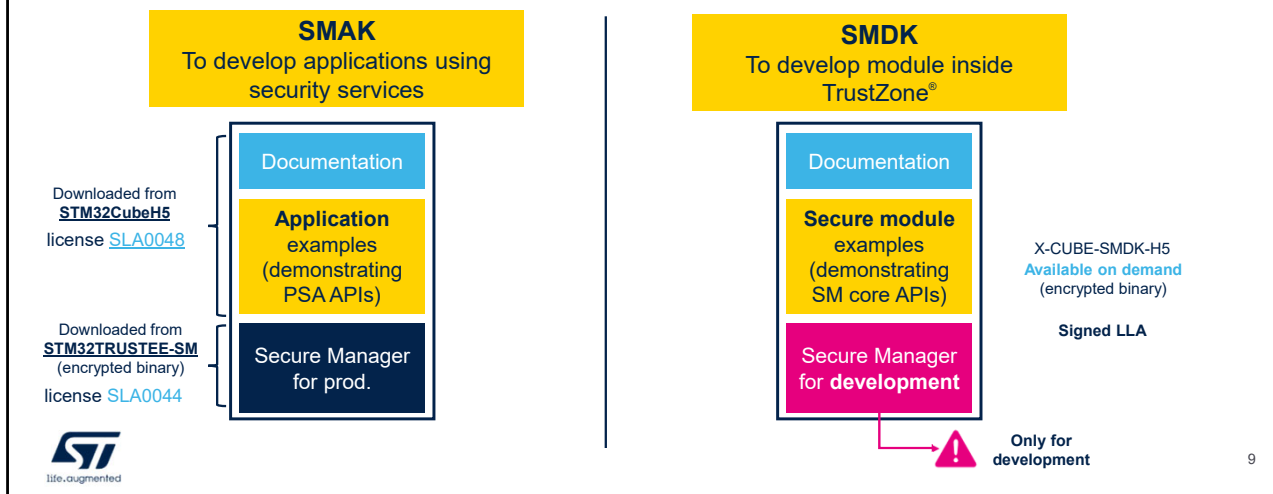 SMAK
To develop applications using
security services
Documentation
Application
examples
(demonstrating
PSA APIs)
Secure Manager
for prod.
Downloaded from
STM32CubeH5
license SLA0048
Downloaded from
STM32TRUSTEE-SM
(encrypted binary)
license SLA0044
SMDK
To develop module inside
TrustZone®
Documentation
Secure module
examples
(demonstrating
SM core APIs)
Secure Manager
for development
X-CUBE-SMDK-H5
Available on demand
(encrypted binary)
Signed LLA
Only for
development
ST
life.augmented
9